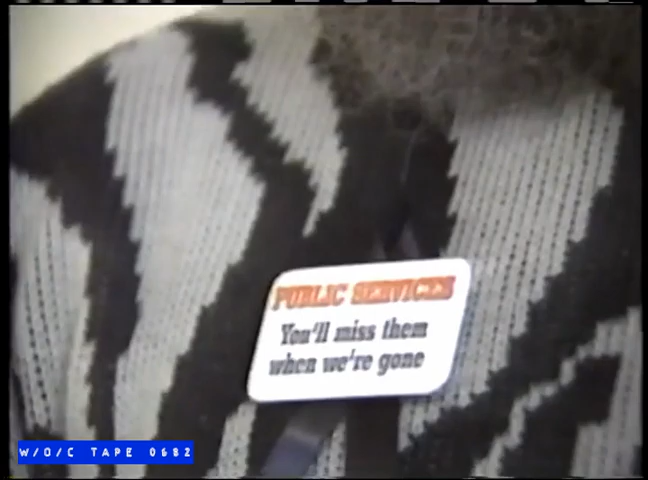 PUBLIC SERVICES
You'll miss them
when we're gone
W/O/C TAPE 0682